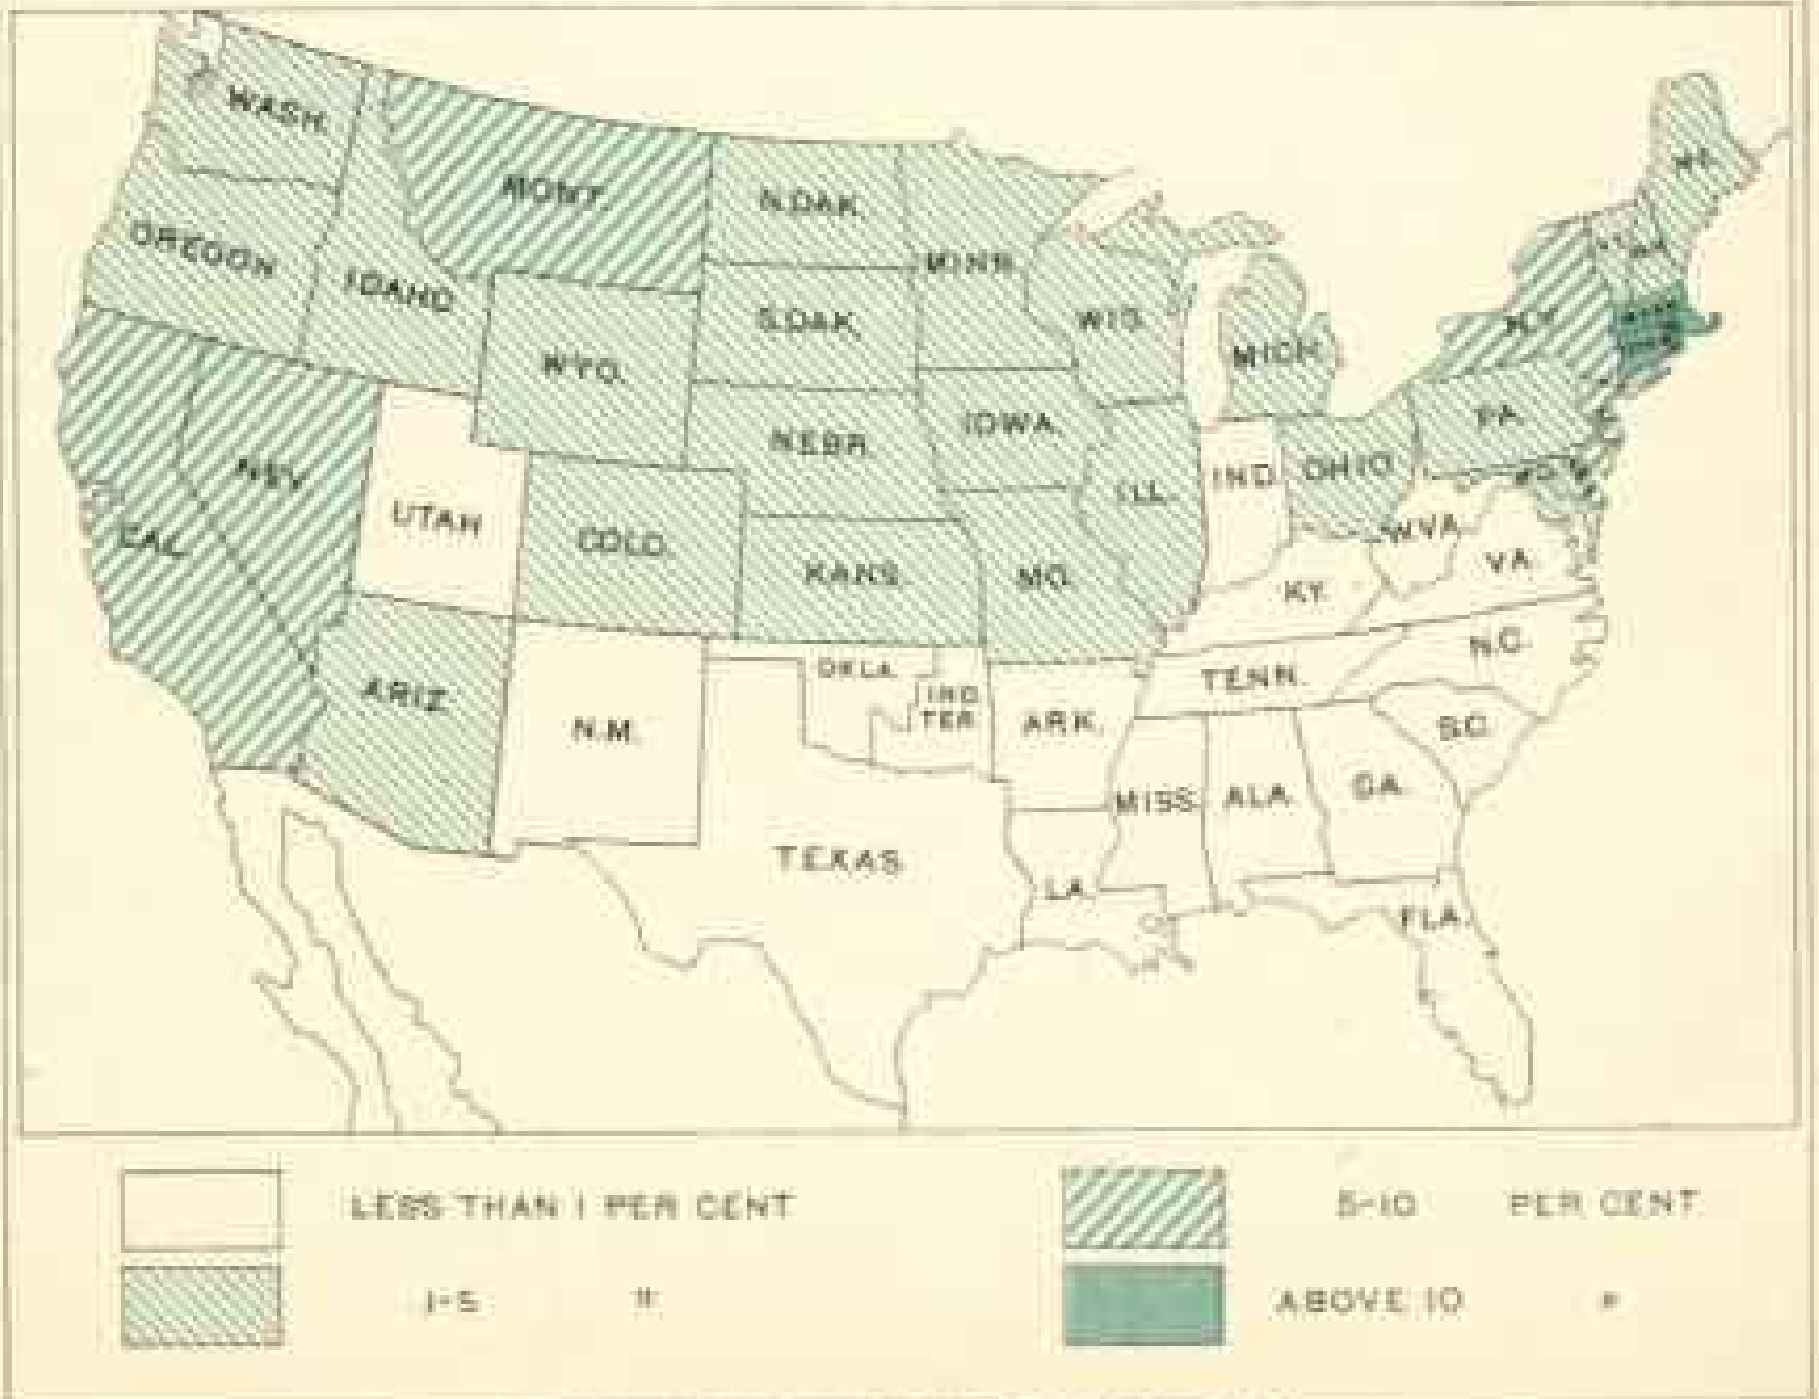 WASH.
MONT.
N.DAK.
MINN.
ME.
OREGON
IDAHO
S.DAK.
WIS.
N.Y.
WYO.
MICH.
NEBR.
IOWA.
PA.
NEV.
UTAH
ILL.
IND.
OHIO
CAL.
COLO.
KANS.
MO.
W.VA.
VA.
KY.
ARIZ.
N.M.
OKLA.
IND.
TER.
ARK.
TENN.
N.C.
S.C.
MISS.
ALA.
GA.
TEXAS
LA.
FLA.
LESS THAN 1 PER CENT
5-10 PER CENT
1-5 "
ABOVE 10 "